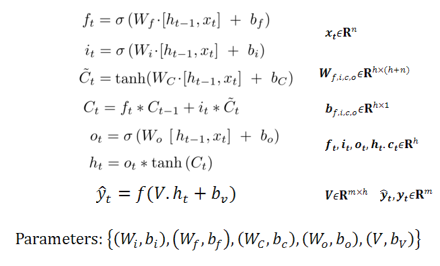 f_t = σ (W_f·[h_{t−1}, x_t] + b_f)
x_t ϵ R^n
i_t = σ (W_i·[h_{t−1}, x_t] + b_i)
C̃_t = tanh(W_C·[h_{t−1}, x_t] + b_C)
W_{f,i,c,o} ϵ R^{h×(h+n)}
C_t = f_t * C_{t−1} + i_t * C̃_t
b_{f,i,c,o} ϵ R^{h×1}
o_t = σ (W_o [h_{t−1}, x_t] + b_o)
f_t, i_t, o_t, h_t. c_t ϵ R^h
h_t = o_t * tanh (C_t)
ŷ_t = f(V. h_t + b_v)
V ϵ R^{m×h} ŷ_t, y_t ϵ R^m
Parameters: {(W_i, b_i), (W_f, b_f), (W_C, b_c), (W_o, b_o), (V, b_V)}